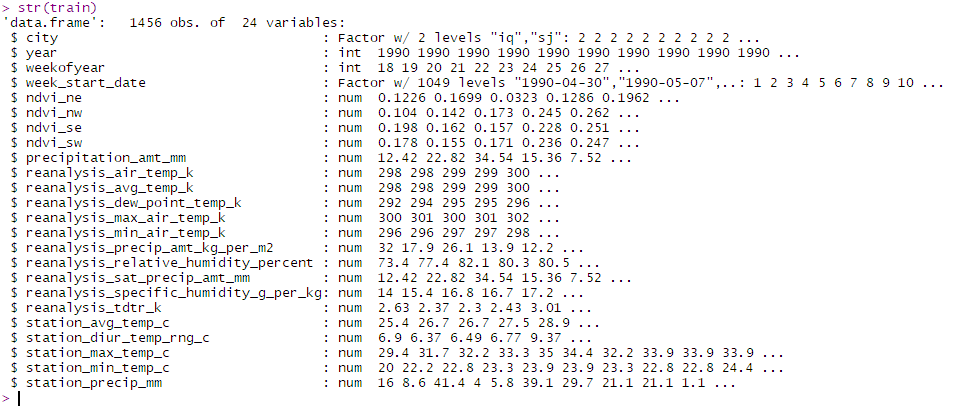 > str(train)
'data.frame':   1456 obs. of  24 variables:
 $ city                                 : Factor w/ 2 levels "iq","sj": 2 2 2 2 2 2 2 2 2 2 ...
 $ year                                 : int  1990 1990 1990 1990 1990 1990 1990 1990 1990 1990 ...
 $ weekofyear                           : int  18 19 20 21 22 23 24 25 26 27 ...
 $ week_start_date                      : Factor w/ 1049 levels "1990-04-30","1990-05-07",..: 1 2 3 4 5 6 7 8 9 10 ...
 $ ndvi_ne                              : num  0.1226 0.1699 0.0323 0.1286 0.1962 ...
 $ ndvi_nw                              : num  0.104 0.142 0.173 0.245 0.262 ...
 $ ndvi_se                              : num  0.198 0.162 0.157 0.228 0.251 ...
 $ ndvi_sw                              : num  0.178 0.155 0.171 0.236 0.247 ...
 $ precipitation_amt_mm                 : num  12.42 22.82 34.54 15.36 7.52 ...
 $ reanalysis_air_temp_k                : num  298 298 299 299 300 ...
 $ reanalysis_avg_temp_k                : num  298 298 299 299 300 ...
 $ reanalysis_dew_point_temp_k          : num  292 294 295 295 296 ...
 $ reanalysis_max_air_temp_k            : num  300 301 300 301 302 ...
 $ reanalysis_min_air_temp_k            : num  296 296 297 297 298 ...
 $ reanalysis_precip_amt_kg_per_m2      : num  32 17.9 26.1 13.9 12.2 ...
 $ reanalysis_relative_humidity_percent : num  73.4 77.4 82.1 80.3 80.5 ...
 $ reanalysis_sat_precip_amt_mm         : num  12.42 22.82 34.54 15.36 7.52 ...
 $ reanalysis_specific_humidity_g_per_kg: num  14 15.4 16.8 16.7 17.2 ...
 $ reanalysis_tdtr_k                    : num  2.63 2.37 2.3 2.43 3.01 ...
 $ station_avg_temp_c                   : num  25.4 26.7 26.7 27.5 28.9 ...
 $ station_diur_temp_rng_c              : num  6.9 6.37 6.49 6.77 9.37 ...
 $ station_max_temp_c                   : num  29.4 31.7 32.2 33.3 35 34.4 32.2 33.9 33.9 33.9 ...
 $ station_min_temp_c                   : num  20 22.2 22.8 23.3 23.9 23.9 23.3 22.8 22.8 24.4 ...
 $ station_precip_mm                    : num  16 8.6 41.4 4 5.8 39.1 29.7 21.1 21.1 1.1 ...
>